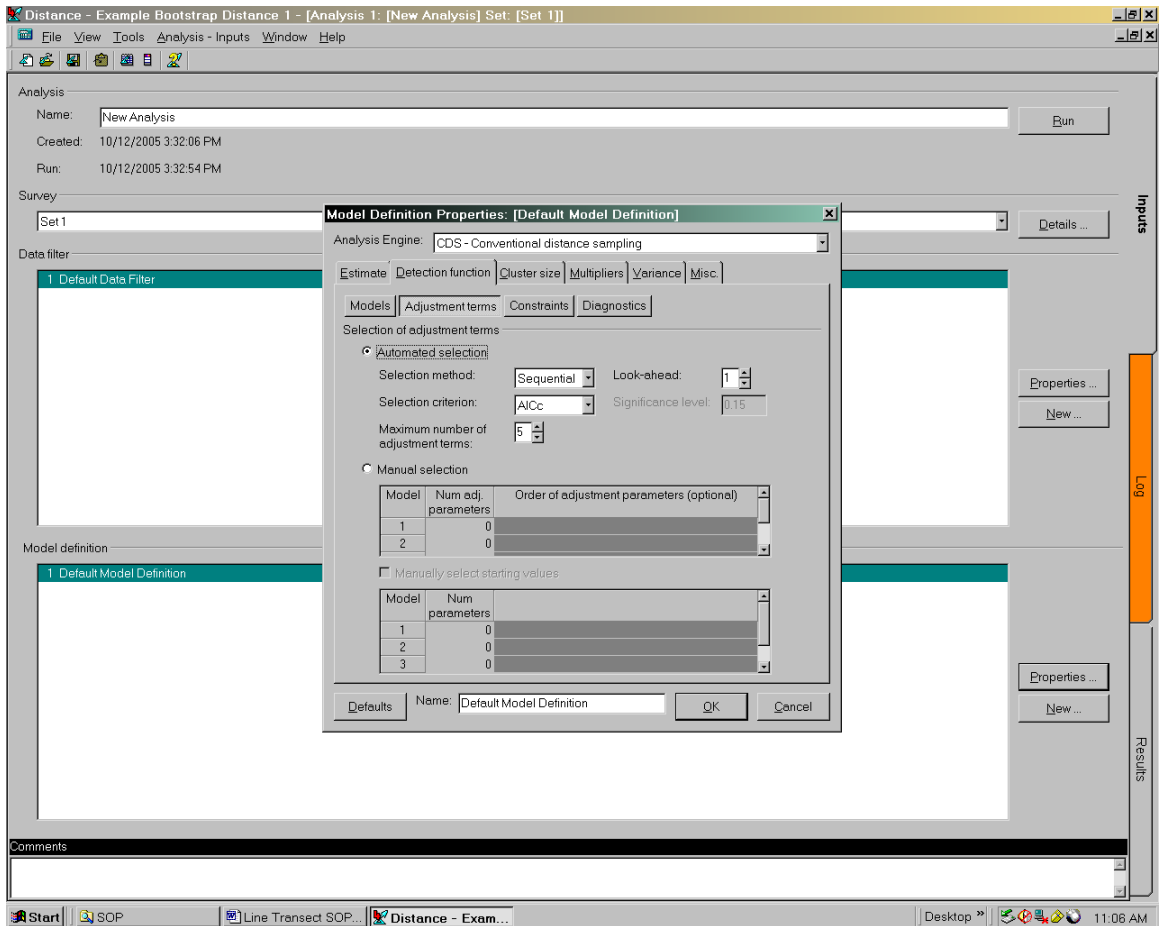 Distance - Example Bootstrap Distance 1 - [Analysis 1: [New Analysis] Set: [Set 1]]
File View Tools Analysis - Inputs Window Help
Analysis
Name: New Analysis Run
Created: 10/12/2005 3:32:06 PM
Run: 10/12/2005 3:32:54 PM
Survey
Set 1 Details ...
Data filter
1 Default Data Filter
Properties ...
New ...
Model definition
1 Default Model Definition
Properties ...
New ...
Comments
Inputs
Log
Results
Model Definition Properties: [Default Model Definition]
Analysis Engine: CDS - Conventional distance sampling
Estimate Detection function Cluster size Multipliers Variance Misc.
Models Adjustment terms Constraints Diagnostics
Selection of adjustment terms
Automated selection
Selection method: Sequential Look-ahead: 1
Selection criterion: AICc Significance level: 0.15
Maximum number of
adjustment terms: 5
Manual selection
Model Num adj. parameters Order of adjustment parameters (optional)
1 0
2 0
Manually select starting values
Model Num parameters
1 0
2 0
3 0
Defaults Name: Default Model Definition OK Cancel
Start SOP Line Transect SOP... Distance - Exam... Desktop » 11:06 AM